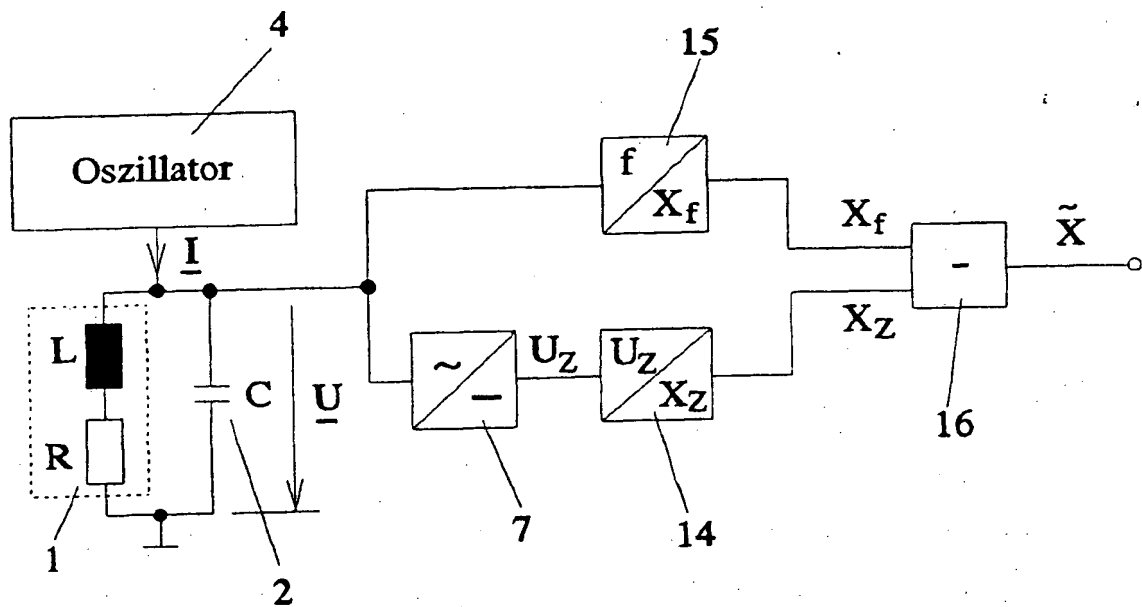 4
15
Oszillator
f
X_f
X_f
X̃
I
-
L
C
U
~
–
U_Z
U_Z
X_Z
X_Z
R
16
1
2
7
14